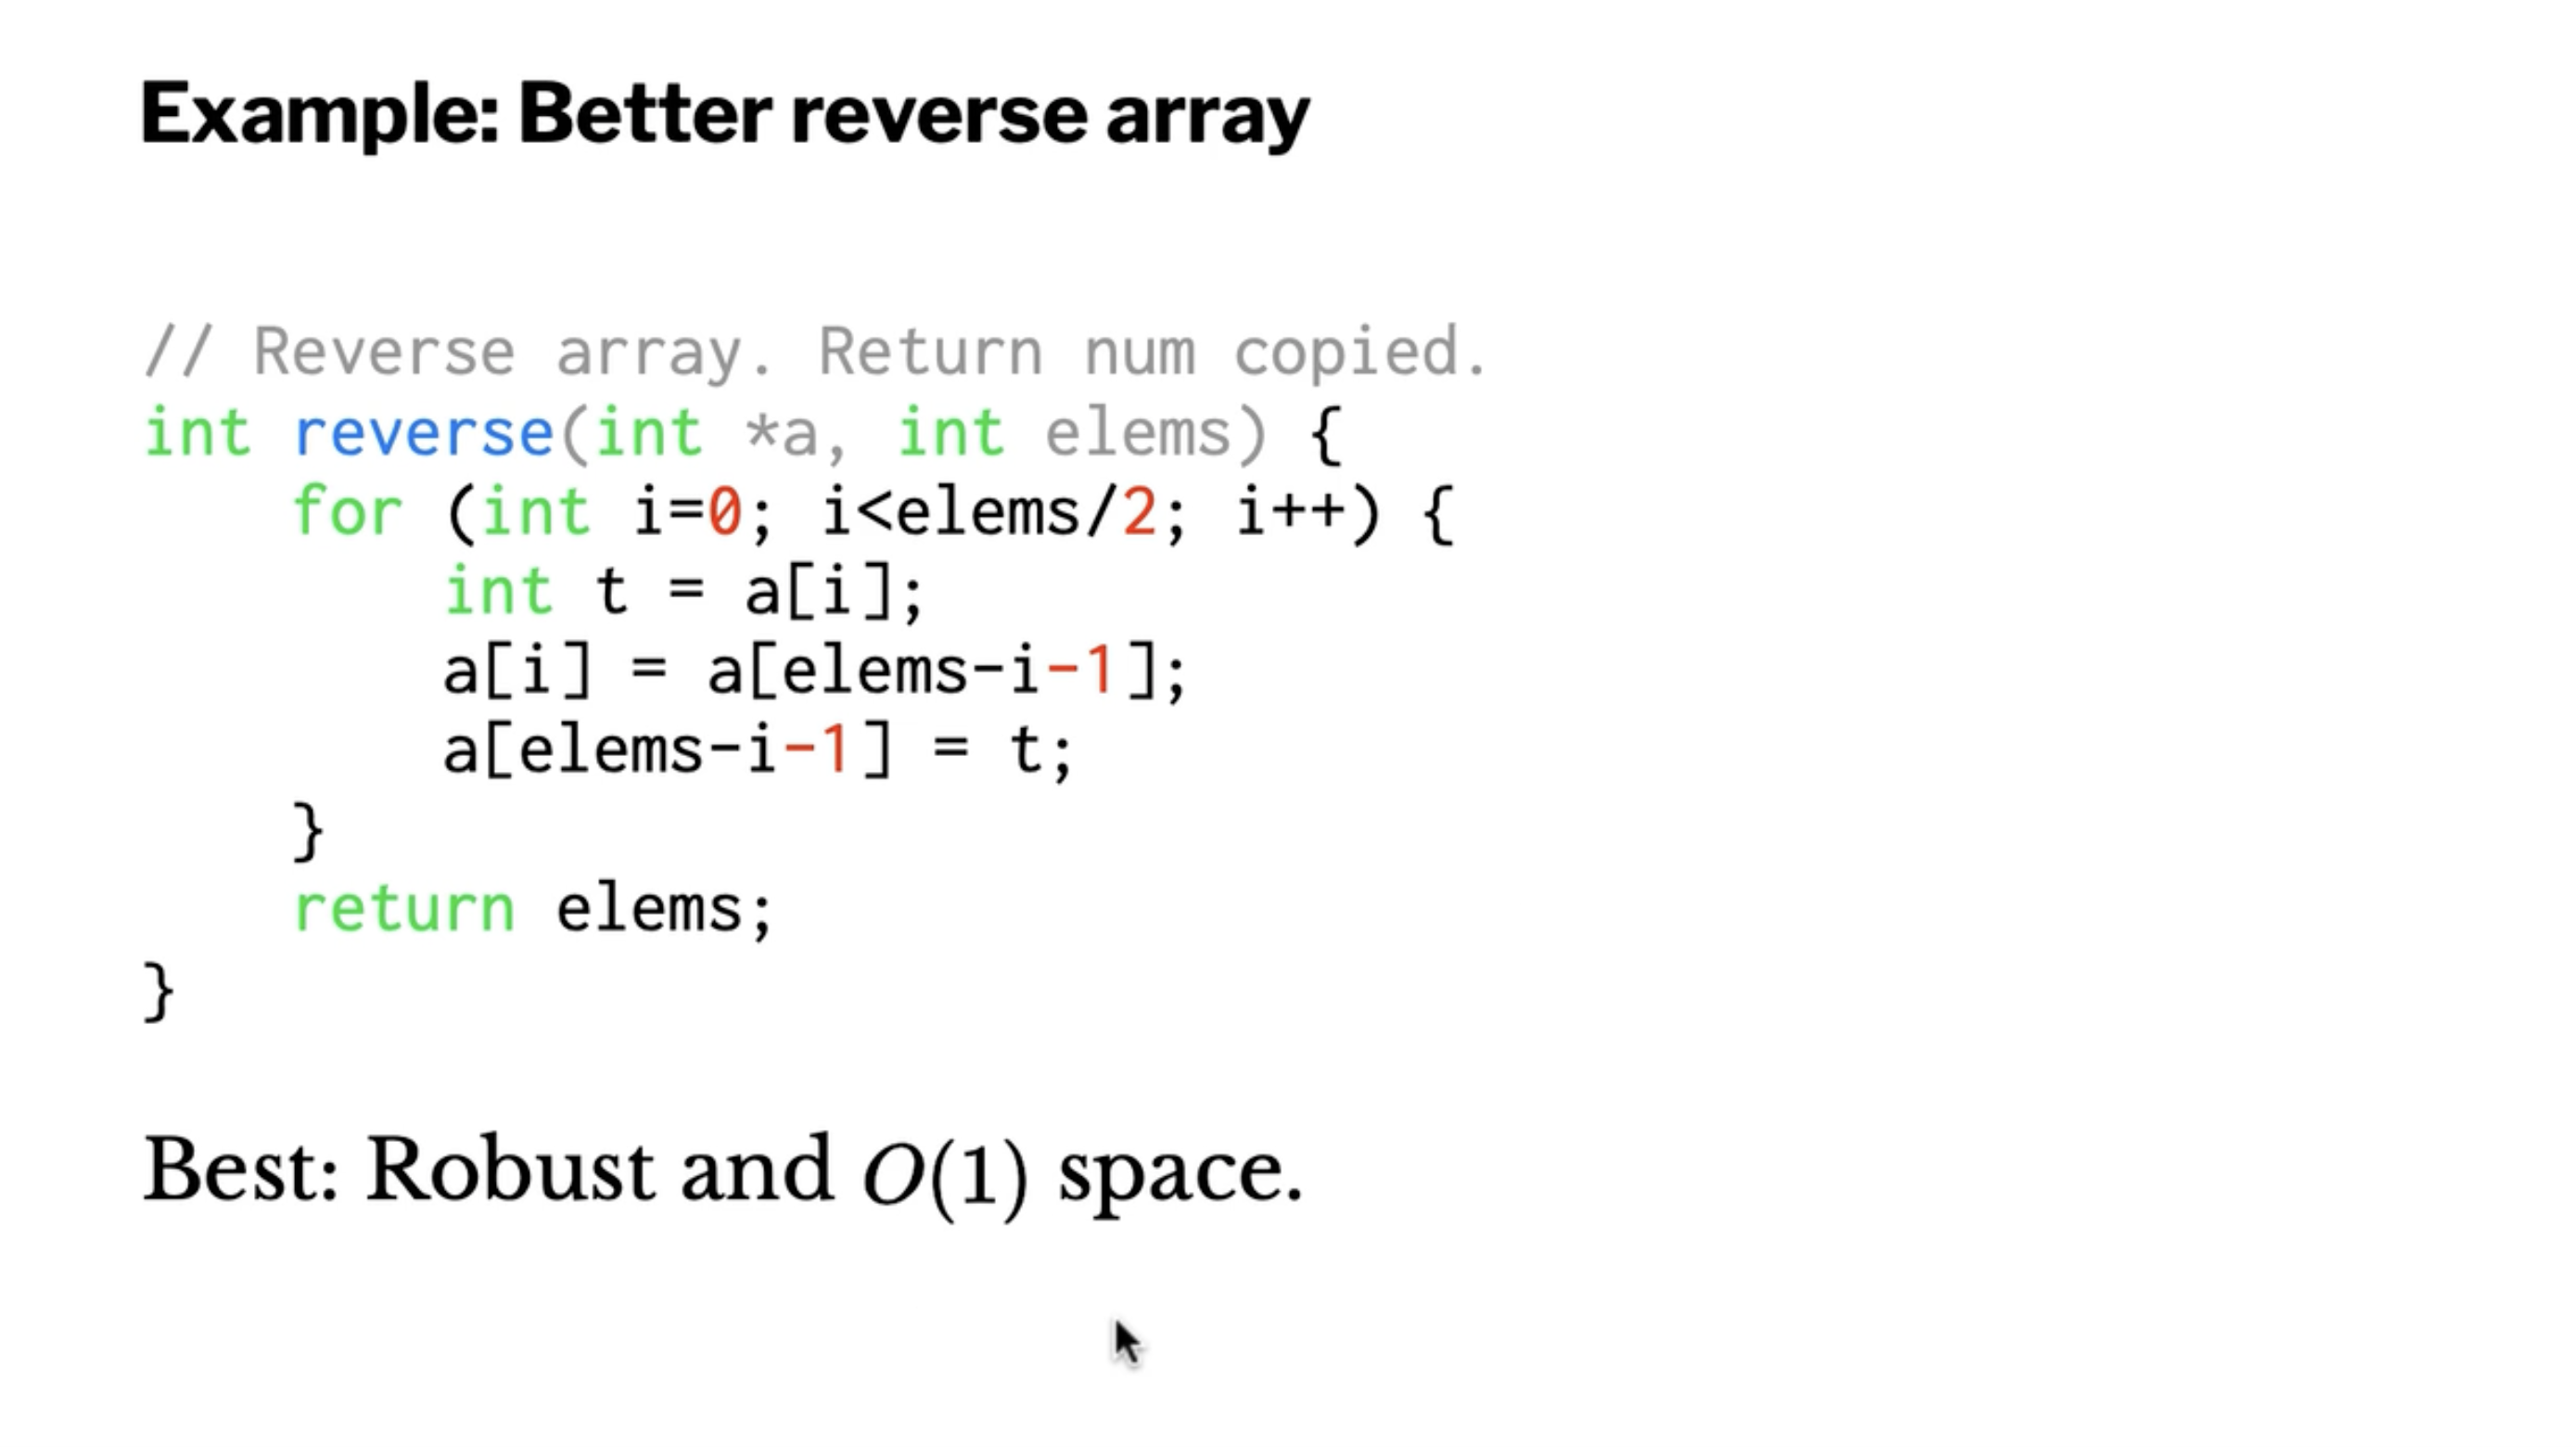 Example: Better reverse array
// Reverse array. Return num copied.
int reverse(int *a, int elems) {
    for (int i=0; i<elems/2; i++) {
        int t = a[i];
        a[i] = a[elems-i-1];
        a[elems-i-1] = t;
    }
    return elems;
}
Best: Robust and O(1) space.